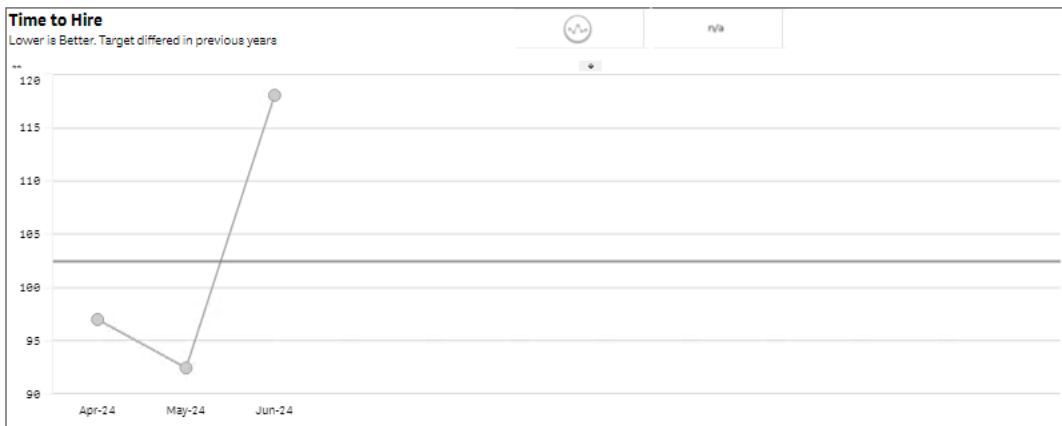 Time to Hire
Lower is Better. Target differed in previous years
n/a
120
115
110
105
100
95
90
Apr-24 May-24 Jun-24